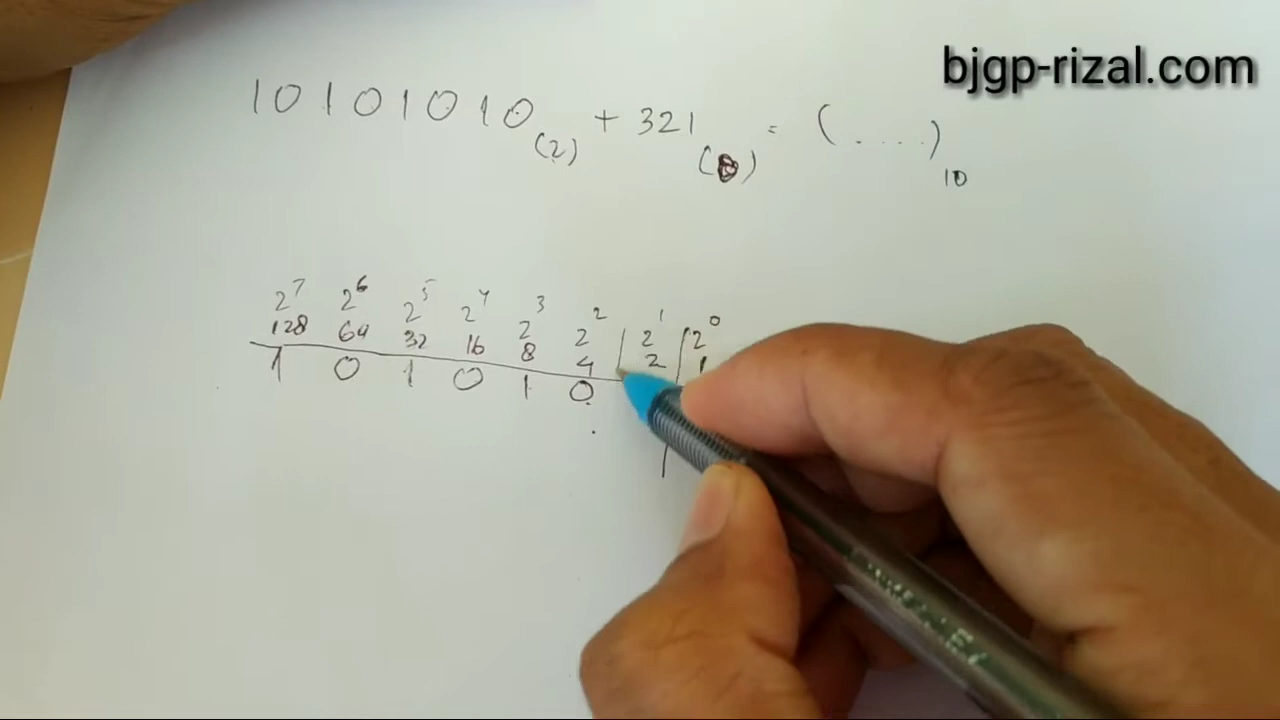 bjgp-rizal.com
10101010(2) + 321(8) = (....)10
2^7 2^6 2^5 2^4 2^3 2^2 2^1 2^0
128 64 32 16 8 4 2 1
1 0 1 0 1 0